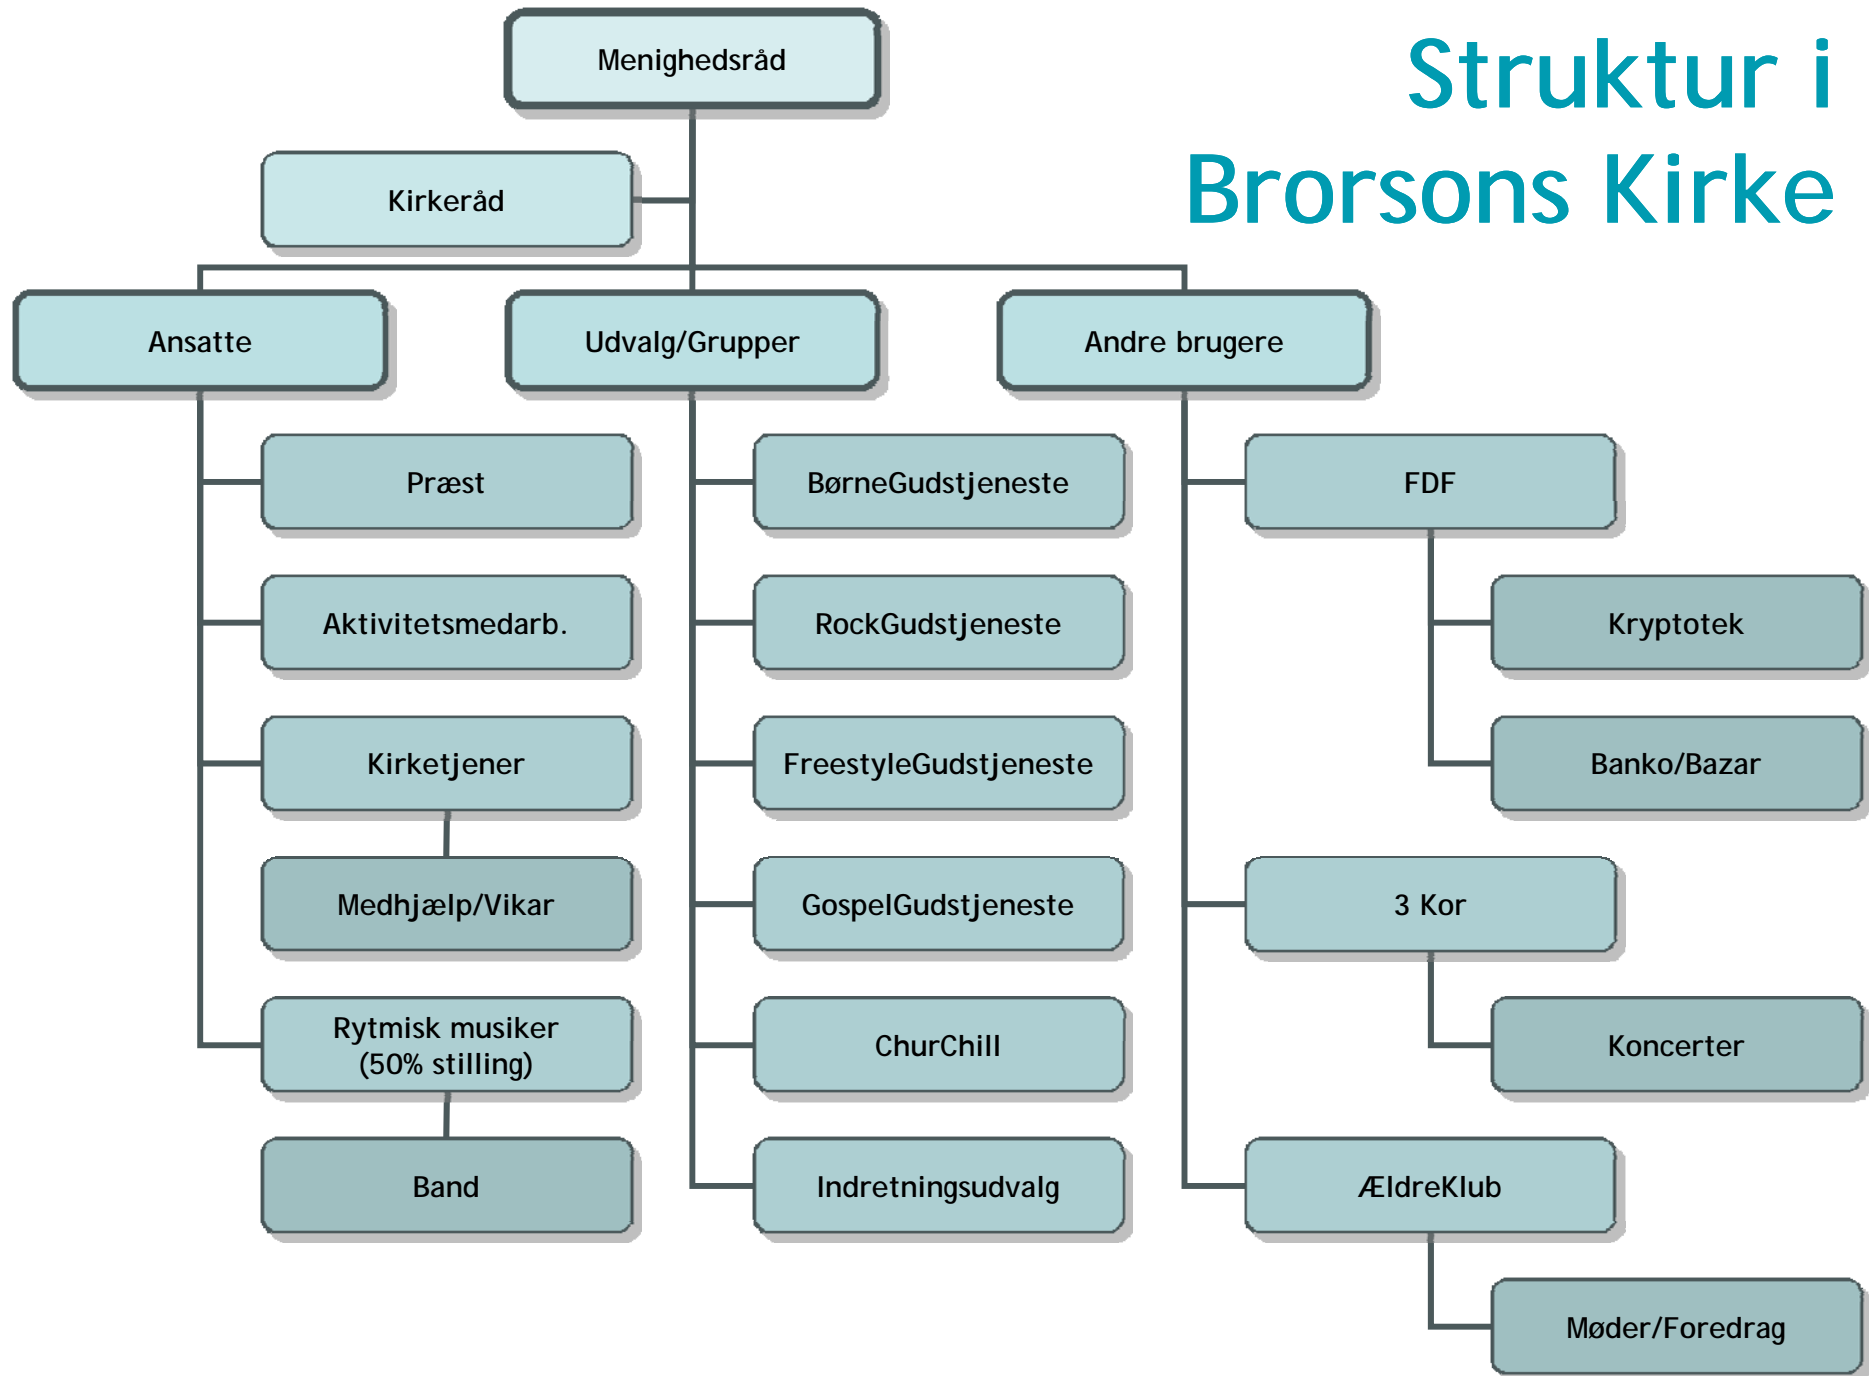 Struktur i
Brorsons Kirke
Menighedsråd
Kirkeråd
Ansatte
Præst
Aktivitetsmedarb.
Kirketjener
Medhjælp/Vikar
Rytmisk musiker
(50% stilling)
Band
Udvalg/Grupper
BørneGudstjeneste
RockGudstjeneste
FreestyleGudstjeneste
GospelGudstjeneste
ChurChill
Indretningsudvalg
Andre brugere
FDF
Kryptotek
Banko/Bazar
3 Kor
Koncerter
ÆldreKlub
Møder/Foredrag